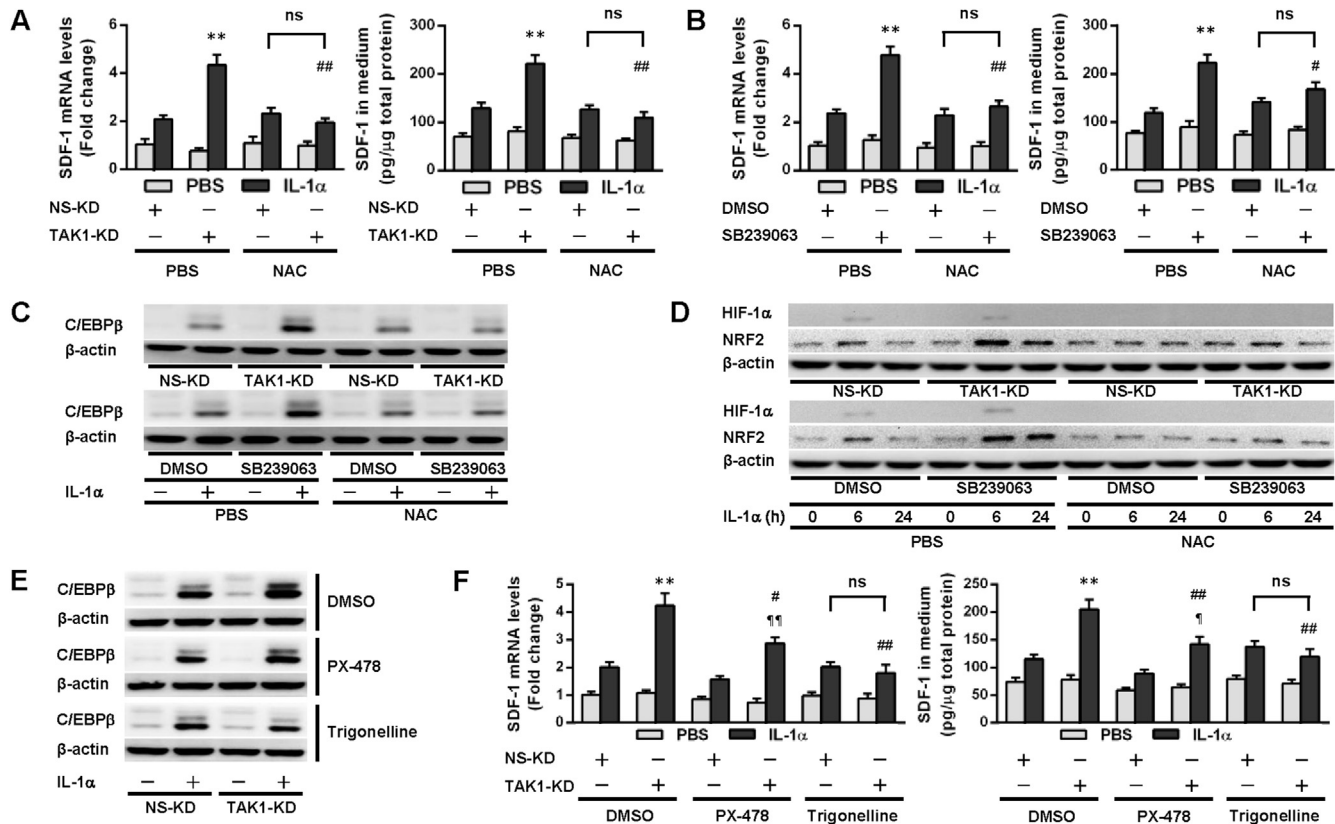 A
SDF-1 mRNA levels
(Fold change)
6
4
2
0
**
ns
##
PBS IL-1α
NS-KD + − + −
TAK1-KD − + − +
PBS NAC
SDF-1 in medium
(pg/μg total protein)
300
200
100
0
**
ns
##
PBS IL-1α
NS-KD + − + −
TAK1-KD − + − +
PBS NAC
B
SDF-1 mRNA levels
(Fold change)
6
4
2
0
**
ns
##
PBS IL-1α
DMSO + − + −
SB239063 − + − +
PBS NAC
SDF-1 in medium
(pg/μg total protein)
300
200
100
0
**
ns
#
PBS IL-1α
DMSO + − + −
SB239063 − + − +
PBS NAC
C
C/EBPβ
β-actin
NS-KD TAK1-KD NS-KD TAK1-KD
C/EBPβ
β-actin
DMSO SB239063 DMSO SB239063
IL-1α − + − + − + − +
PBS NAC
D
HIF-1α
NRF2
β-actin
NS-KD TAK1-KD NS-KD TAK1-KD
HIF-1α
NRF2
β-actin
DMSO SB239063 DMSO SB239063
IL-1α (h) 0 6 24 0 6 24 0 6 24 0 6 24
PBS NAC
E
C/EBPβ
β-actin
DMSO
C/EBPβ
β-actin
PX-478
C/EBPβ
β-actin
Trigonelline
IL-1α − + − +
NS-KD TAK1-KD
F
SDF-1 mRNA levels
(Fold change)
5
4
3
2
1
0
**
#
¶¶
ns
##
PBS IL-1α
NS-KD + − + − + −
TAK1-KD − + − + − +
DMSO PX-478 Trigonelline
SDF-1 in medium
(pg/μg total protein)
250
200
150
100
50
0
**
##
¶
ns
##
PBS IL-1α
+ − + − + −
− + − + − +
DMSO PX-478 Trigonelline